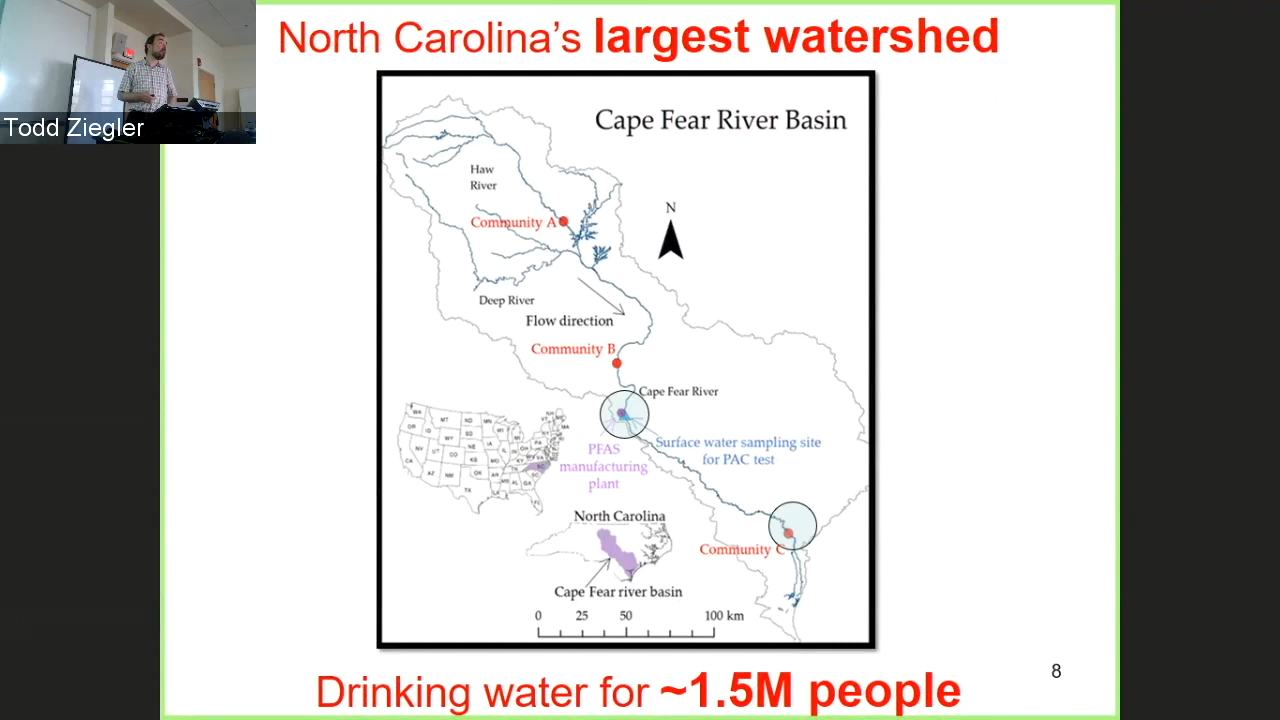 North Carolina's largest watershed
Todd Ziegler
Cape Fear River Basin
Haw
River
N
Community A
Deep River
Flow direction
Community B
Cape Fear River
Surface water sampling site
for PAC test
PFAS
manufacturing
plant
North Carolina
Community C
Cape Fear river basin
0 25 50 100 km
Drinking water for ~1.5M people
8